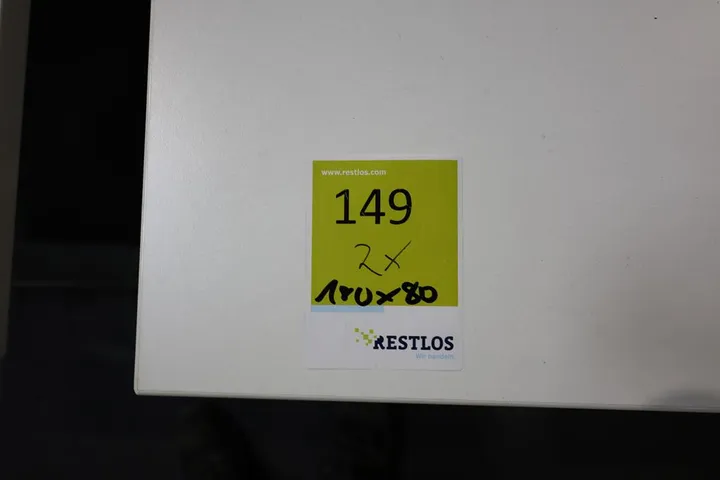 www.restlos.com
149
2x
180x80
RESTLOS
Wir handeln.